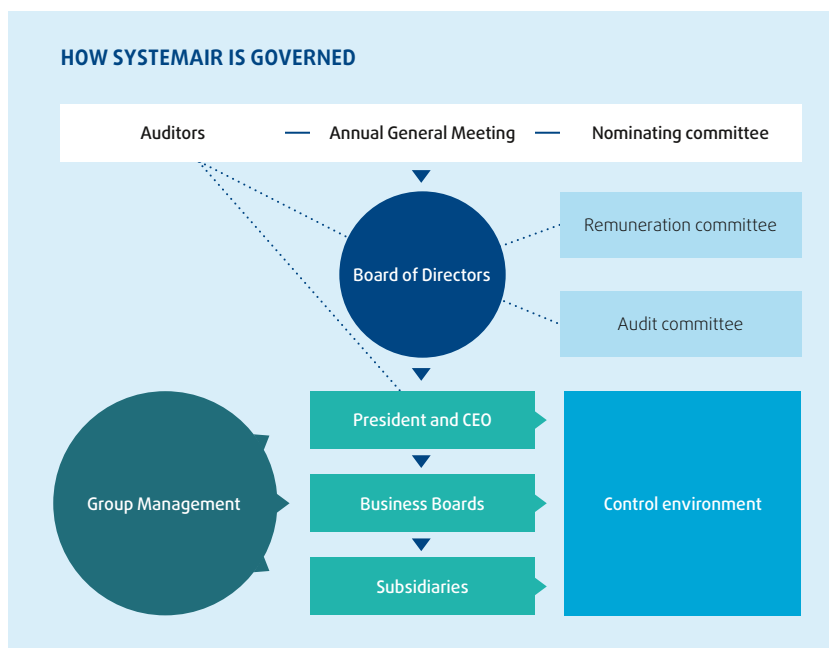 HOW SYSTEMAIR IS GOVERNED
Auditors
Annual General Meeting
Nominating committee
Remuneration committee
Board of Directors
Audit committee
President and CEO
Group Management
Business Boards
Control environment
Subsidiaries